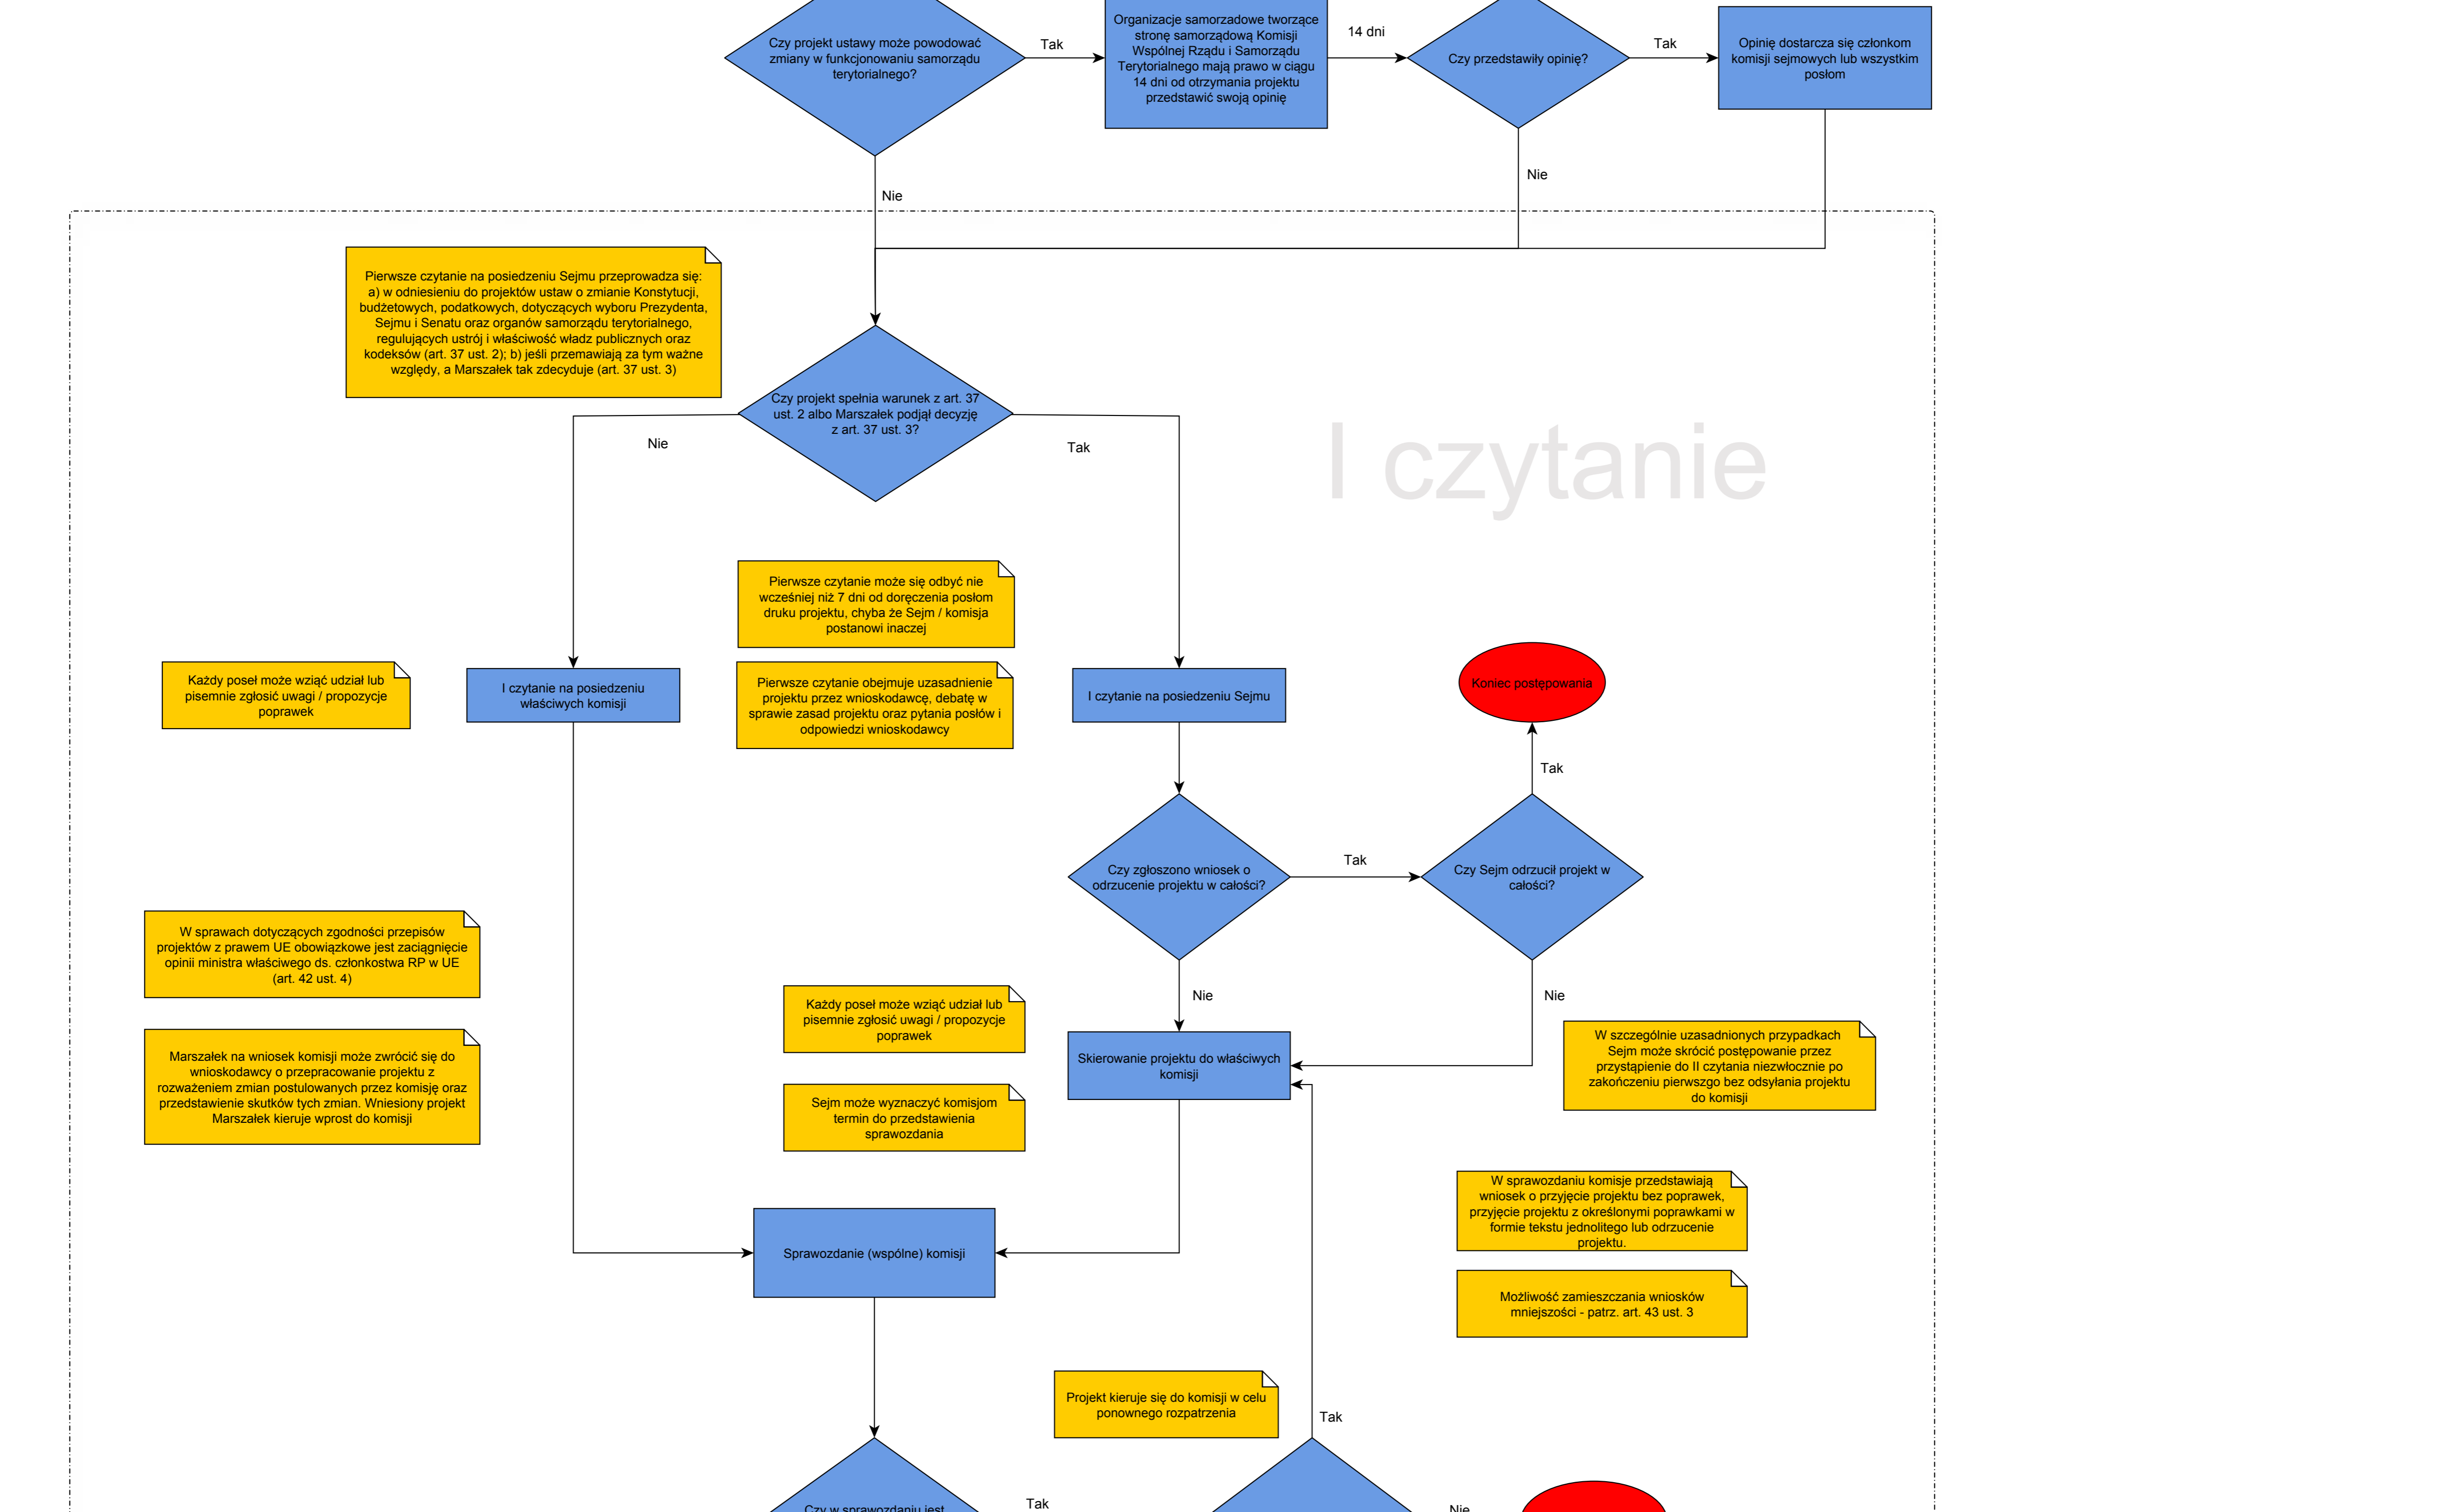 Czy projekt ustawy może powodować
zmiany w funkcjonowaniu samorządu
terytorialnego?
Tak
Organizacje samorzadowe tworzące
stronę samorządową Komisji
Wspólnej Rządu i Samorządu
Terytorialnego mają prawo w ciągu
14 dni od otrzymania projektu
przedstawić swoją opinię
14 dni
Czy przedstawiły opinię?
Tak
Opinię dostarcza się członkom
komisji sejmowych lub wszystkim
posłom
Nie
Nie
Pierwsze czytanie na posiedzeniu Sejmu przeprowadza się:
a) w odniesieniu do projektów ustaw o zmianie Konstytucji,
budżetowych, podatkowych, dotyczących wyboru Prezydenta,
Sejmu i Senatu oraz organów samorządu terytorialnego,
regulujących ustrój i właściwość władz publicznych oraz
kodeksów (art. 37 ust. 2); b) jeśli przemawiają za tym ważne
względy, a Marszałek tak zdecyduje (art. 37 ust. 3)
Czy projekt spełnia warunek z art. 37
ust. 2 albo Marszałek podjął decyzję
z art. 37 ust. 3?
Nie
Tak
I czytanie
Pierwsze czytanie może się odbyć nie
wcześniej niż 7 dni od doręczenia posłom
druku projektu, chyba że Sejm / komisja
postanowi inaczej
Każdy poseł może wziąć udział lub
pisemnie zgłosić uwagi / propozycje
poprawek
I czytanie na posiedzeniu
właściwych komisji
Pierwsze czytanie obejmuje uzasadnienie
projektu przez wnioskodawcę, debatę w
sprawie zasad projektu oraz pytania posłów i
odpowiedzi wnioskodawcy
I czytanie na posiedzeniu Sejmu
Koniec postępowania
Tak
Czy zgłoszono wniosek o
odrzucenie projektu w całości?
Tak
Czy Sejm odrzucił projekt w
całości?
W sprawach dotyczących zgodności przepisów
projektów z prawem UE obowiązkowe jest zaciągnięcie
opinii ministra właściwego ds. członkostwa RP w UE
(art. 42 ust. 4)
Nie
Nie
Każdy poseł może wziąć udział lub
pisemnie zgłosić uwagi / propozycje
poprawek
Marszałek na wniosek komisji może zwrócić się do
wnioskodawcy o przepracowanie projektu z
rozważeniem zmian postulowanych przez komisję oraz
przedstawienie skutków tych zmian. Wniesiony projekt
Marszałek kieruje wprost do komisji
Skierowanie projektu do właściwych
komisji
W szczególnie uzasadnionych przypadkach
Sejm może skrócić postępowanie przez
przystąpienie do II czytania niezwłocznie po
zakończeniu pierwszgo bez odsyłania projektu
do komisji
Sejm może wyznaczyć komisjom
termin do przedstawienia
sprawozdania
W sprawozdaniu komisje przedstawiają
wniosek o przyjęcie projektu bez poprawek,
przyjęcie projektu z określonymi poprawkami w
formie tekstu jednolitego lub odrzucenie
projektu.
Sprawozdanie (wspólne) komisji
Możliwość zamieszczania wniosków
mniejszości - patrz. art. 43 ust. 3
Projekt kieruje się do komisji w celu
ponownego rozpatrzenia
Tak
Czy w sprawozdaniu jest
Tak
Nie